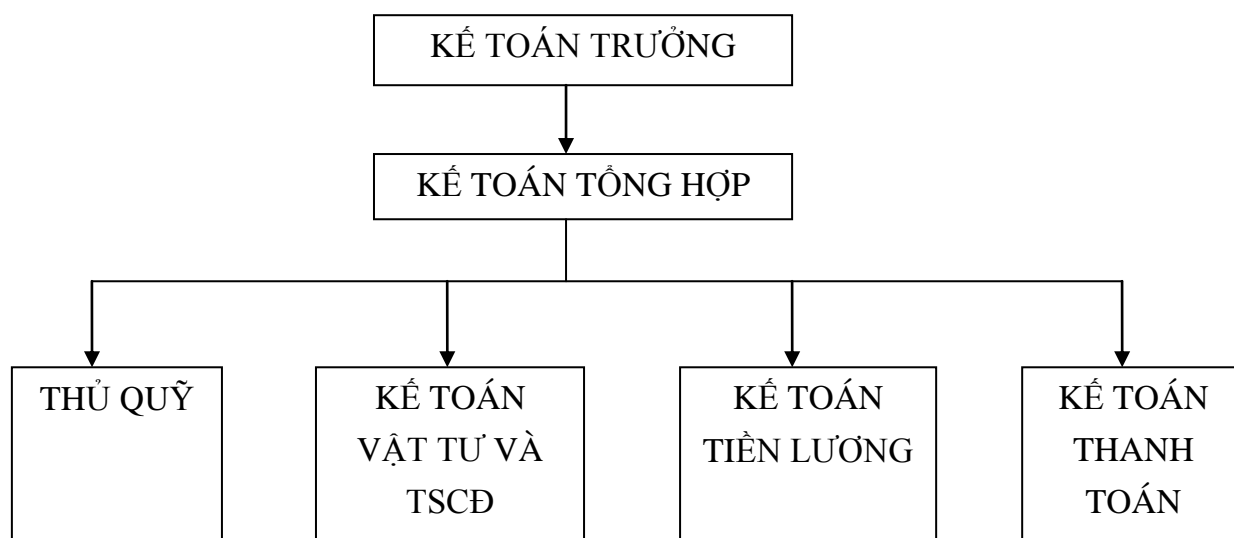 KẾ TOÁN TRƯỞNG
KẾ TOÁN TỔNG HỢP
THỦ QUỸ
KẾ TOÁN
VẬT TƯ VÀ
TSCĐ
KẾ TOÁN
TIỀN LƯƠNG
KẾ TOÁN
THANH
TOÁN